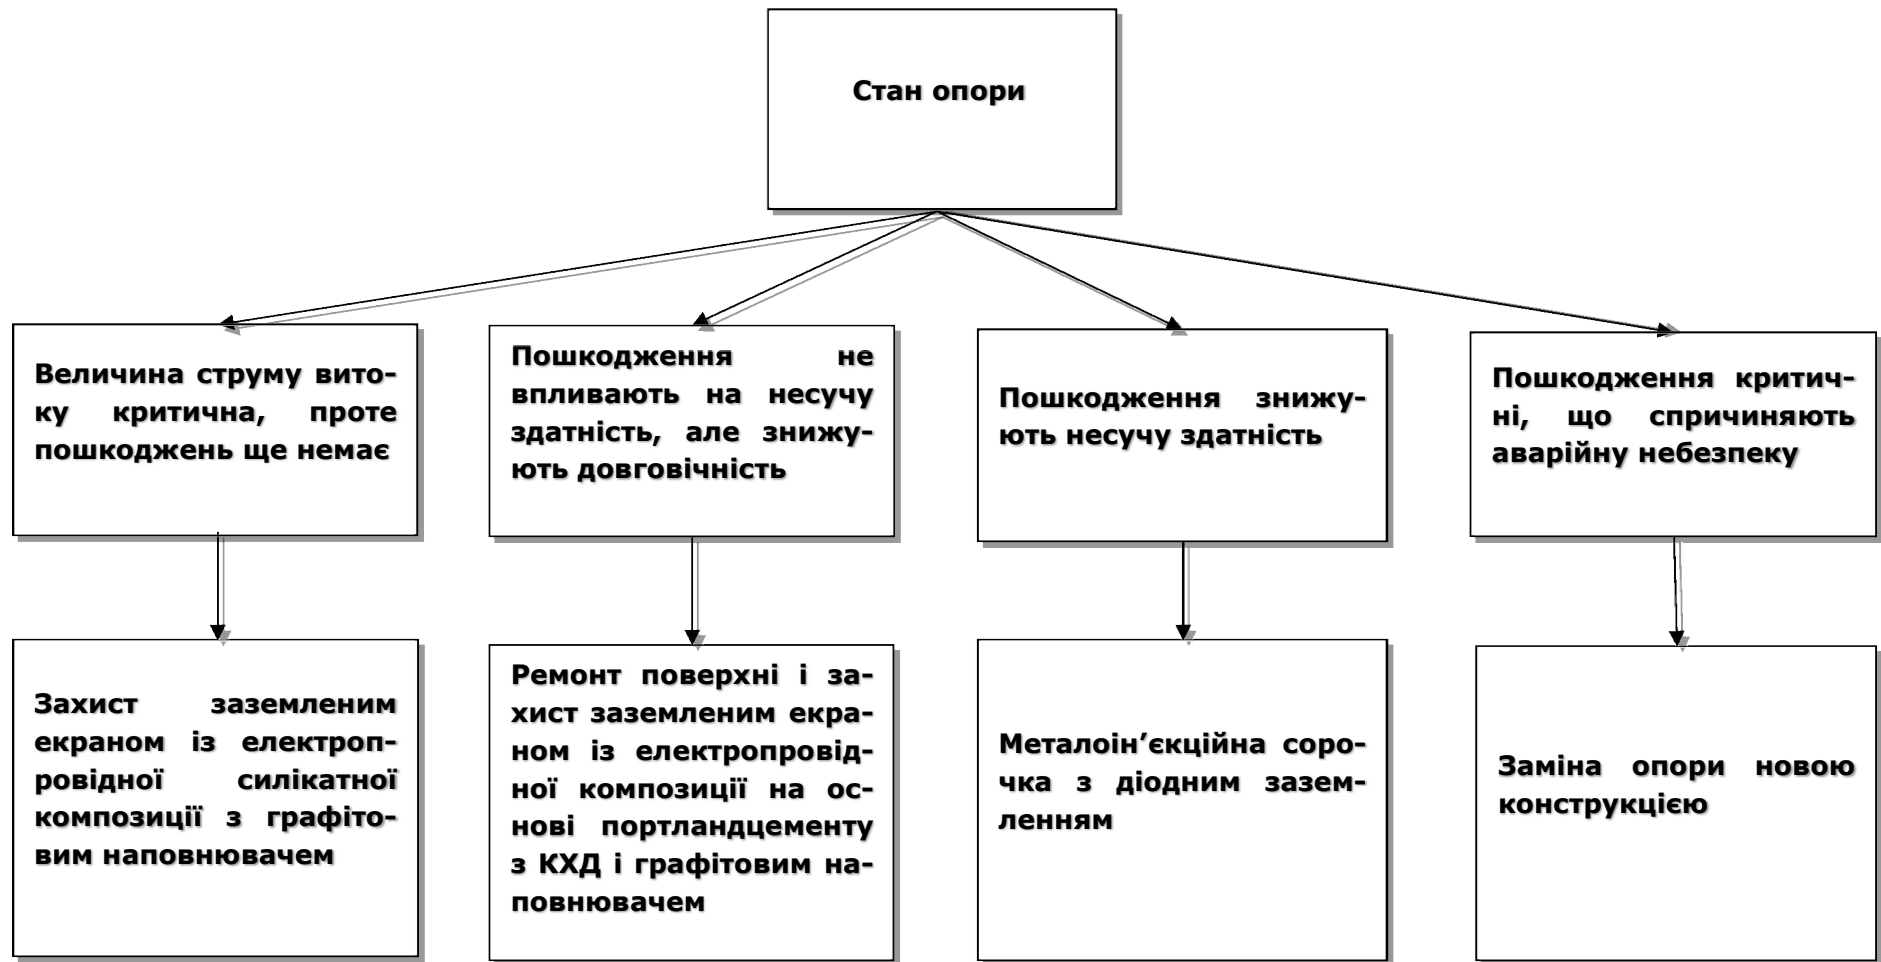 Стан опори
Величина струму вито-
ку критична, проте
пошкоджень ще немає
Пошкодження не
впливають на несучу
здатність, але знижу-
ють довговічність
Пошкодження знижу-
ють несучу здатність
Пошкодження критич-
ні, що спричиняють
аварійну небезпеку
Захист заземленим
екраном із електроп-
ровідної силікатної
композиції з графіто-
вим наповнювачем
Ремонт поверхні і за-
хист заземленим екра-
ном із електропровід-
ної композиції на ос-
нові портландцементу
з КХД і графітовим на-
повнювачем
Металоін’єкційна соро-
чка з діодним зазем-
ленням
Заміна опори новою
конструкцією